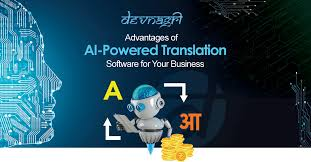 devnagri
Advantages of
AI-Powered Translation
Software for Your Business
A
आ